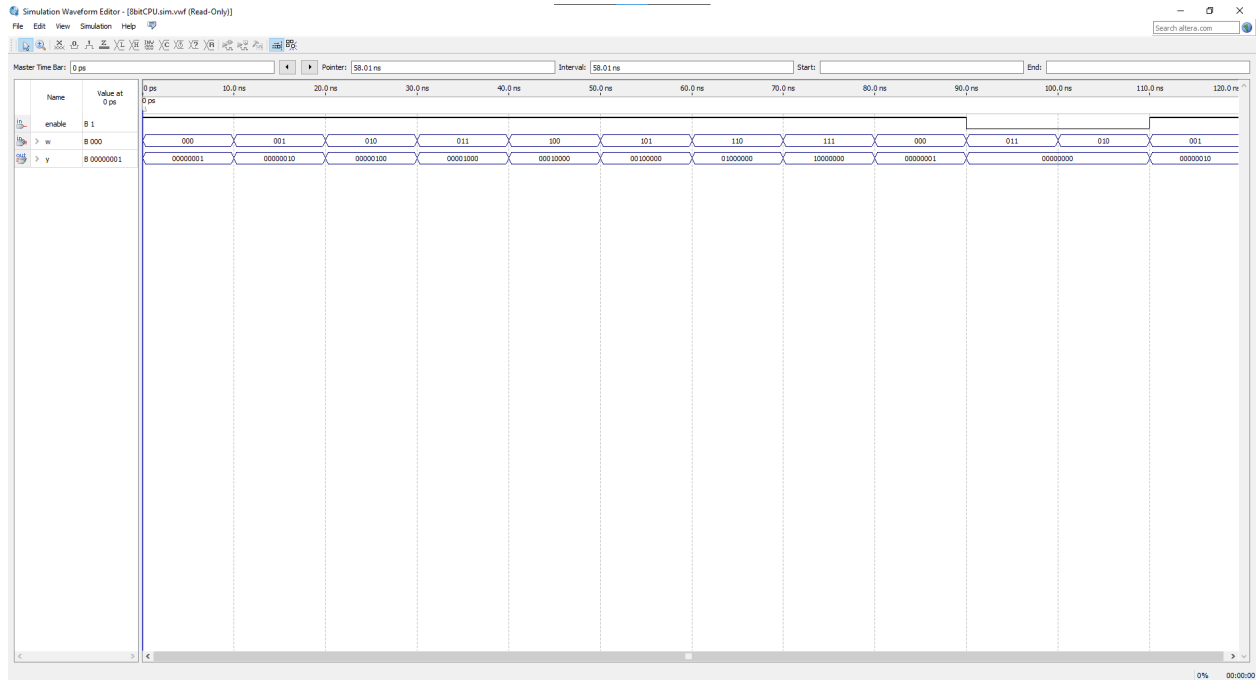 Simulation Waveform Editor - [8bitCPU.sim.vwf (Read-Only)]
File Edit View Simulation Help
Search altera.com
Master Time Bar: 0 ps Pointer: 58.01 ns Interval: 58.01 ns Start: End:
Name Value at 0 ps
0 ps 10.0 ns 20.0 ns 30.0 ns 40.0 ns 50.0 ns 60.0 ns 70.0 ns 80.0 ns 90.0 ns 100.0 ns 110.0 ns 120.0 ns
0 ps
in enable B 1
in > w B 000 000 001 010 011 100 101 110 111 000 011 010 001
out > y B 00000001 00000001 00000010 00000100 00001000 00010000 00100000 01000000 10000000 00000001 00000000 00000010
0% 00:00:00